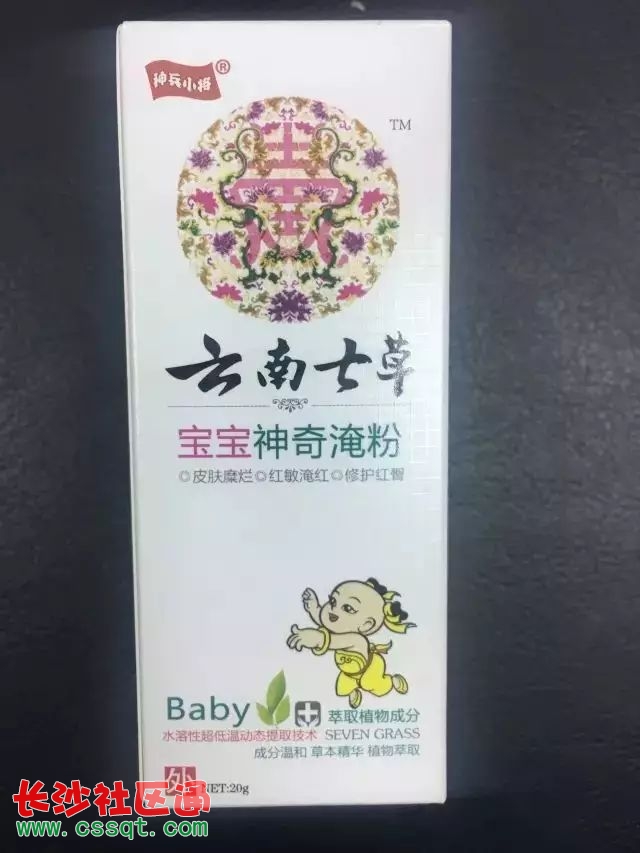 神兵小将®
TM
云南七草
宝宝神奇淹粉
◎皮肤糜烂◎红敏淹红◎修护红臀
Baby
萃取植物成分
水溶性超低温动态提取技术 SEVEN GRASS
成分温和 草本精华 植物萃取
外 NET:20g
长沙社区通
www.cssqt.com